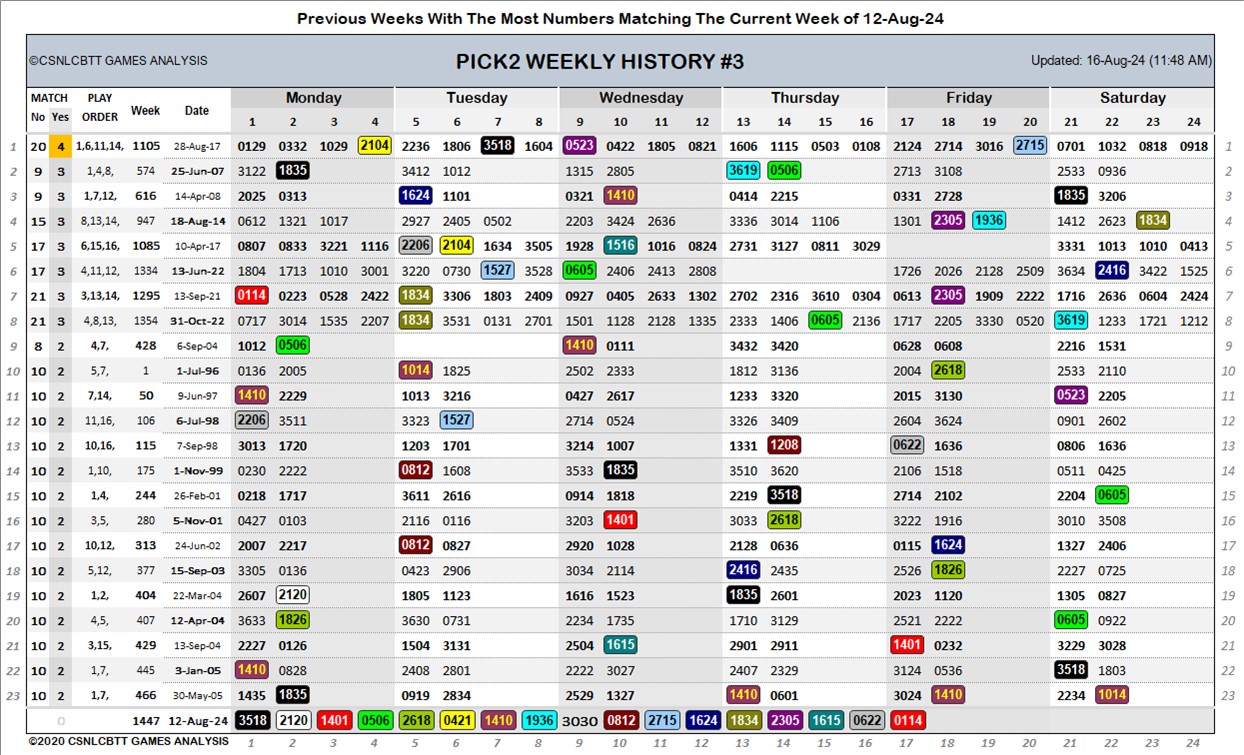 Previous Weeks With The Most Numbers Matching The Current Week of 12-Aug-24
©CSNLCBTT GAMES ANALYSIS PICK2 WEEKLY HISTORY #3 Updated: 16-Aug-24 (11:48 AM)
MATCH PLAY Week Date Monday Tuesday Wednesday Thursday Friday Saturday
No Yes ORDER 1 2 3 4 5 6 7 8 9 10 11 12 13 14 15 16 17 18 19 20 21 22 23 24
1 20 4 1,6,11,14, 1105 28-Aug-17 0129 0332 1029 2104 2236 1806 3518 1604 0523 0422 1805 0821 1606 1115 0503 0108 2124 2714 3016 2715 0701 1032 0818 0918 1
2 9 3 1,4,8, 574 25-Jun-07 3122 1835 3412 1012 1315 2805 3619 0506 2713 3108 2533 0936 2
3 9 3 1,7,12, 616 14-Apr-08 2025 0313 1624 1101 0321 1410 0414 2215 0331 2728 1835 3206 3
4 15 3 8,13,14, 947 18-Aug-14 0612 1321 1017 2927 2405 0502 2203 3424 2636 3336 3014 1106 1301 2305 1936 1412 2623 1834 4
5 17 3 6,15,16, 1085 10-Apr-17 0807 0833 3221 1116 2206 2104 1634 3505 1928 1516 1016 0824 2731 3127 0811 3029 3331 1013 1010 0413 5
6 17 3 4,11,12, 1334 13-Jun-22 1804 1713 1010 3001 3220 0730 1527 3528 0605 2406 2413 2808 1726 2026 2128 2509 3634 2416 3422 1525 6
7 21 3 3,13,14, 1295 13-Sep-21 0114 0223 0528 2422 1834 3306 1803 2409 0927 0405 2633 1302 2702 2316 3610 0304 0613 2305 1909 2222 1716 2636 0604 2424 7
8 21 3 4,8,13, 1354 31-Oct-22 0717 3014 1535 2207 1834 3531 0131 2701 1501 1128 2128 1335 2333 1406 0605 2136 1717 2205 3330 0520 3619 1233 1721 1212 8
9 8 2 4,7, 428 6-Sep-04 1012 0506 1410 0111 3432 3420 0628 0608 2216 1531 9
10 10 2 5,7, 1 1-Jul-96 0136 2005 1014 1825 2502 2333 1812 3136 2004 2618 2533 2110 10
11 10 2 7,14, 50 9-Jun-97 1410 2229 1013 3216 0427 2617 1233 3320 2015 3130 0523 2205 11
12 10 2 11,16, 106 6-Jul-98 2206 3511 3323 1527 2714 0524 3326 3409 2604 3624 0901 2602 12
13 10 2 10,16, 115 7-Sep-98 3013 1720 1203 1701 3214 1007 1331 1208 0622 1636 0806 1636 13
14 10 2 1,10, 175 1-Nov-99 0230 2222 0812 1608 3533 1835 3510 3620 2106 1518 0511 0425 14
15 10 2 1,4, 244 26-Feb-01 0218 1717 3611 2616 0914 1818 2219 3518 2714 2102 2204 0605 15
16 10 2 3,5, 280 5-Nov-01 0427 0103 2116 0116 3203 1401 3033 2618 3222 1916 3010 3508 16
17 10 2 10,12, 313 24-Jun-02 2007 2217 0812 0827 2920 1028 2128 0636 0115 1624 1327 2406 17
18 10 2 5,12, 377 15-Sep-03 3305 0136 0423 2906 3034 2114 2416 2435 2526 1826 2227 0725 18
19 10 2 1,2, 404 22-Mar-04 2607 2120 1805 1123 1616 1523 1835 2601 2023 1120 1305 0827 19
20 10 2 4,5, 407 12-Apr-04 3633 1826 3630 0731 2234 1735 1710 3129 2521 2222 0605 0922 20
21 10 2 3,15, 429 13-Sep-04 2227 0126 1504 3131 2504 1615 2901 2911 1401 0232 3229 3028 21
22 10 2 1,7, 445 3-Jan-05 1410 0828 2408 2801 2222 3027 2407 2329 3124 0536 3518 1803 22
23 10 2 1,7, 466 30-May-05 1435 1835 0919 2834 2529 1327 1410 0601 3024 1410 2234 1014 23
0 1447 12-Aug-24 3518 2120 1401 0506 2618 0421 1410 1936 3030 0812 2715 1624 1834 2305 1615 0622 0114
©2020 CSNLCBTT GAMES ANALYSIS 1 2 3 4 5 6 7 8 9 10 11 12 13 14 15 16 17 18 19 20 21 22 23 24